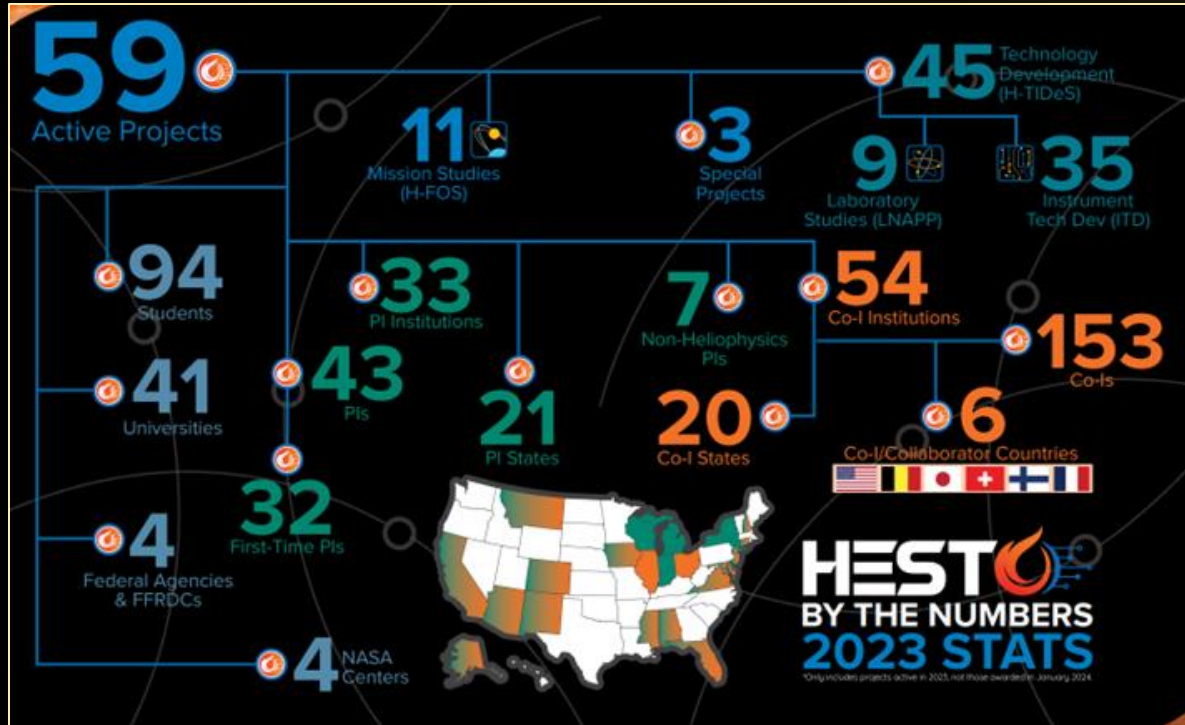 59
Active Projects
11
Mission Studies
(H-FOS)
3
Special
Projects
45
Technology
Development
(H-TIDeS)
9
Laboratory
Studies (LNAPP)
35
Instrument
Tech Dev (ITD)
94
Students
41
Universities
4
Federal Agencies
& FFRDCs
4
NASA
Centers
33
PI Institutions
43
PIs
32
First-Time PIs
21
PI States
7
Non-Heliophysics
PIs
54
Co-I Institutions
153
Co-Is
20
Co-I States
6
Co-I/Collaborator Countries
HESTO
BY THE NUMBERS
2023 STATS
*Only includes projects active in 2023, not those awarded in January 2024.